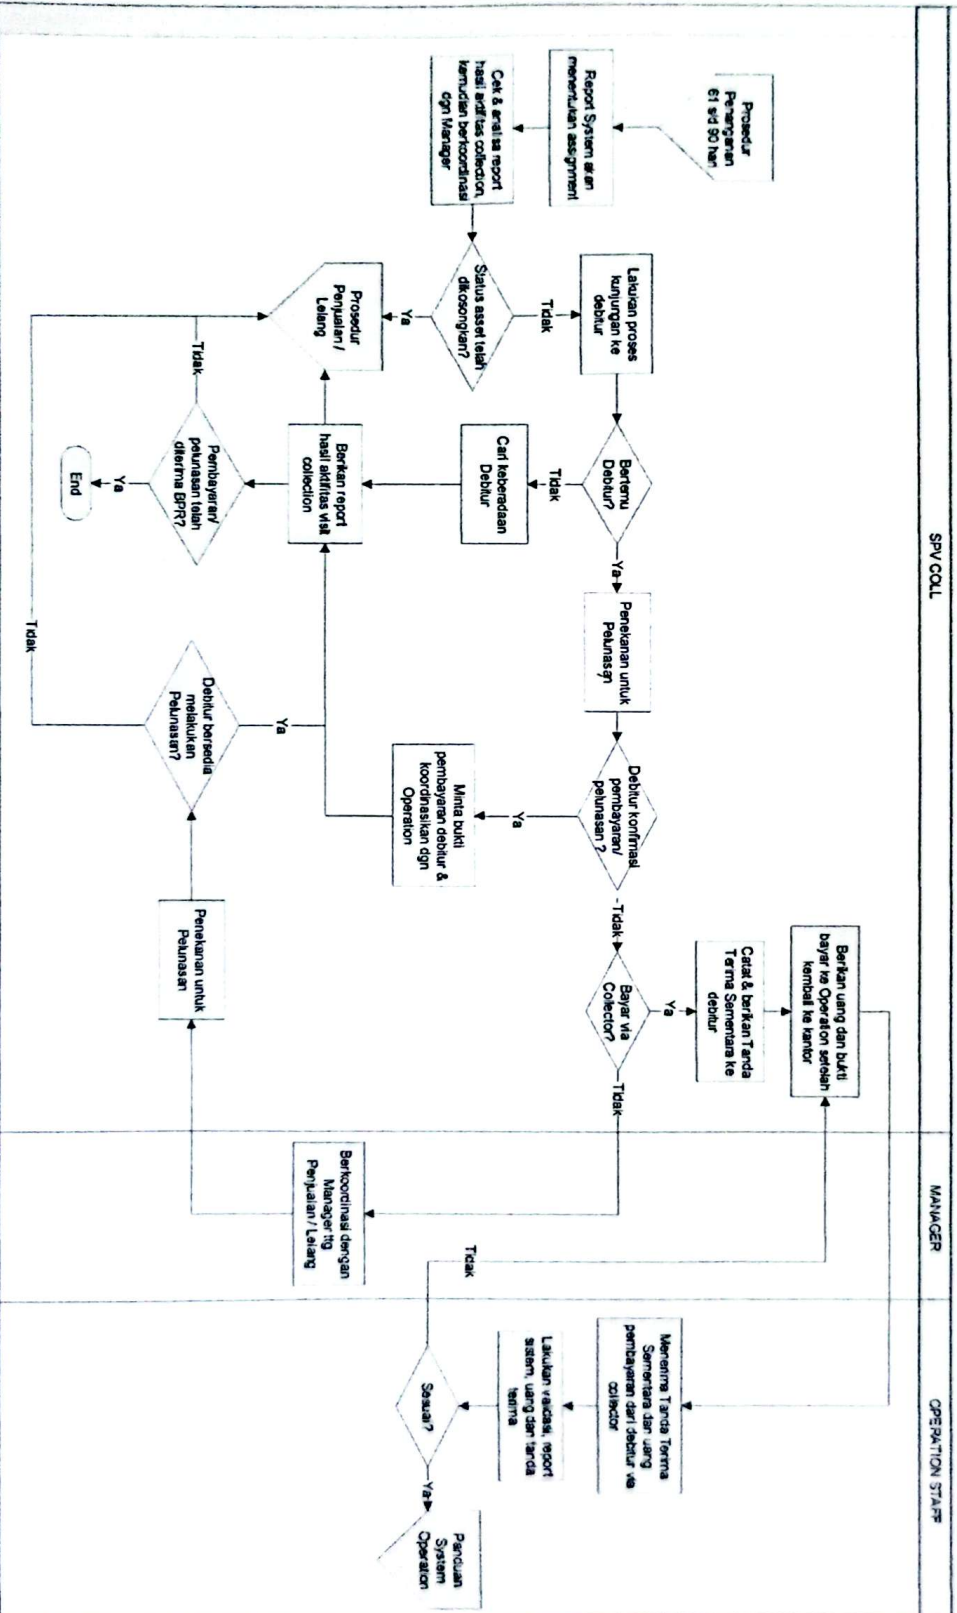 SPV COLL
MANAGER
OPERATION STAFF
Prosedur
Penanganan
61 s/d 90 hari
Report System akan
menentukan assignment
Cek & analisa report
hasil aktifitas collection,
kemudian berkoordinasi
dgn Manager
Status asset telah
dikosongkan?
Tidak
Ya
Lakukan proses
kunjungan ke
debitur
Prosedur
Penjualan /
Lelang
Bertemu
Debitur?
Tidak
Ya
Cari keberadaan
Debitur
Berikan report
hasil aktifitas visit
collection
Pembayaran/
pelunasan telah
diterima BPR?
Tidak
Ya
End
Penekanan untuk
Pelunasan
Debitur konfirmasi
pembayaran/
pelunasan ?
Ya
Tidak
Minta bukti
pembayaran debitur &
koordinasikan dgn
Operation
Debitur bersedia
melakukan
Pelunasan?
Ya
Tidak
Penekanan untuk
Pelunasan
Bayar via
Collector?
Ya
Tidak
Catat & berikan Tanda
Terima Sementara ke
debitur
Berikan uang dan bukti
bayar ke Operation setelah
kembali ke kantor
Berkoordinasi dengan
Manager ttg
Penjualan / Lelang
Menerima Tanda Terima
Sementara dan uang
pembayaran dari debitur via
collector
Lakukan validasi, report
sistem, uang dan tanda
terima
Sesuai?
Tidak
Ya
Panduan
System
Operation